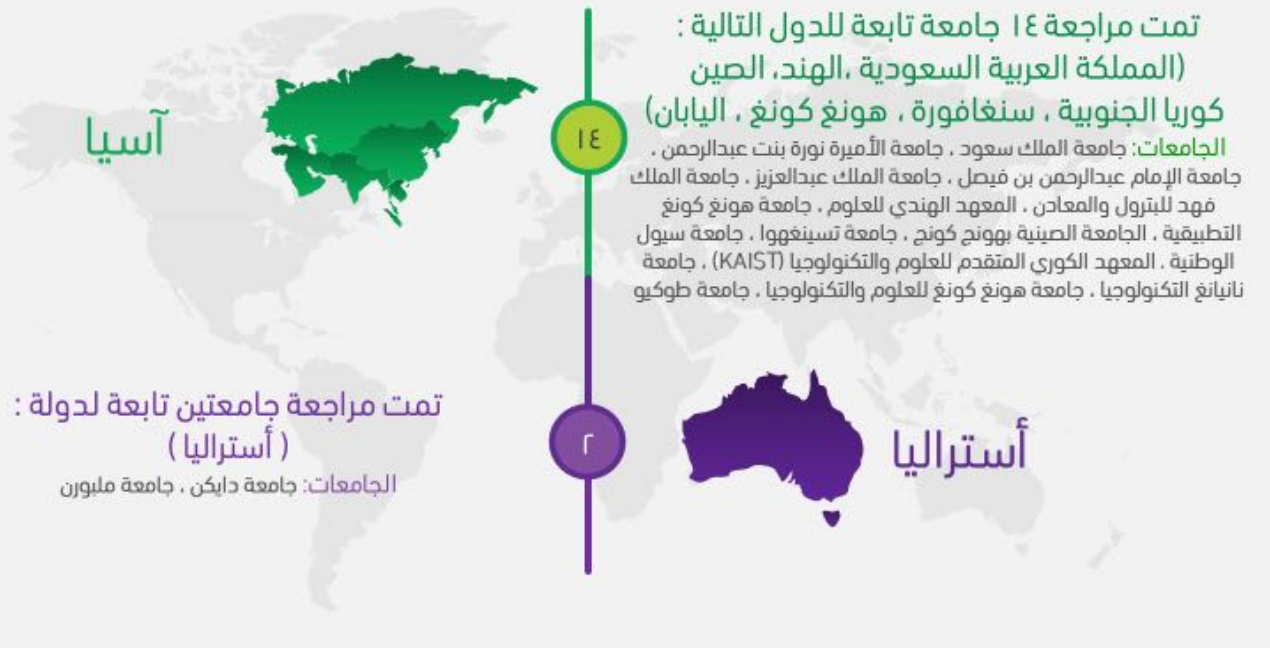 تمت مراجعة ١٤ جامعة تابعة للدول التالية :
(المملكة العربية السعودية ،الهند، الصين
كوريا الجنوبية ، سنغافورة ، هونغ كونغ ، اليابان)
الجامعات: جامعة الملك سعود ، جامعة الأميرة نورة بنت عبدالرحمن ،
جامعة الإمام عبدالرحمن بن فيصل ، جامعة الملك عبدالعزيز ، جامعة الملك
فهد للبترول والمعادن ، المعهد الهندي للعلوم ، جامعة هونغ كونغ
التطبيقية ، الجامعة الصينية بهونج كونج ، جامعة تسينغهوا ، جامعة سيول
الوطنية ، المعهد الكوري المتقدم للعلوم والتكنولوجيا (KAIST) ، جامعة
نانيانغ التكنولوجيا ، جامعة هونغ كونغ للعلوم والتكنولوجيا ، جامعة طوكيو
١٤
آسيا
أستراليا
٢
تمت مراجعة جامعتين تابعة لدولة :
( أستراليا )
الجامعات: جامعة دايكن ، جامعة ملبورن